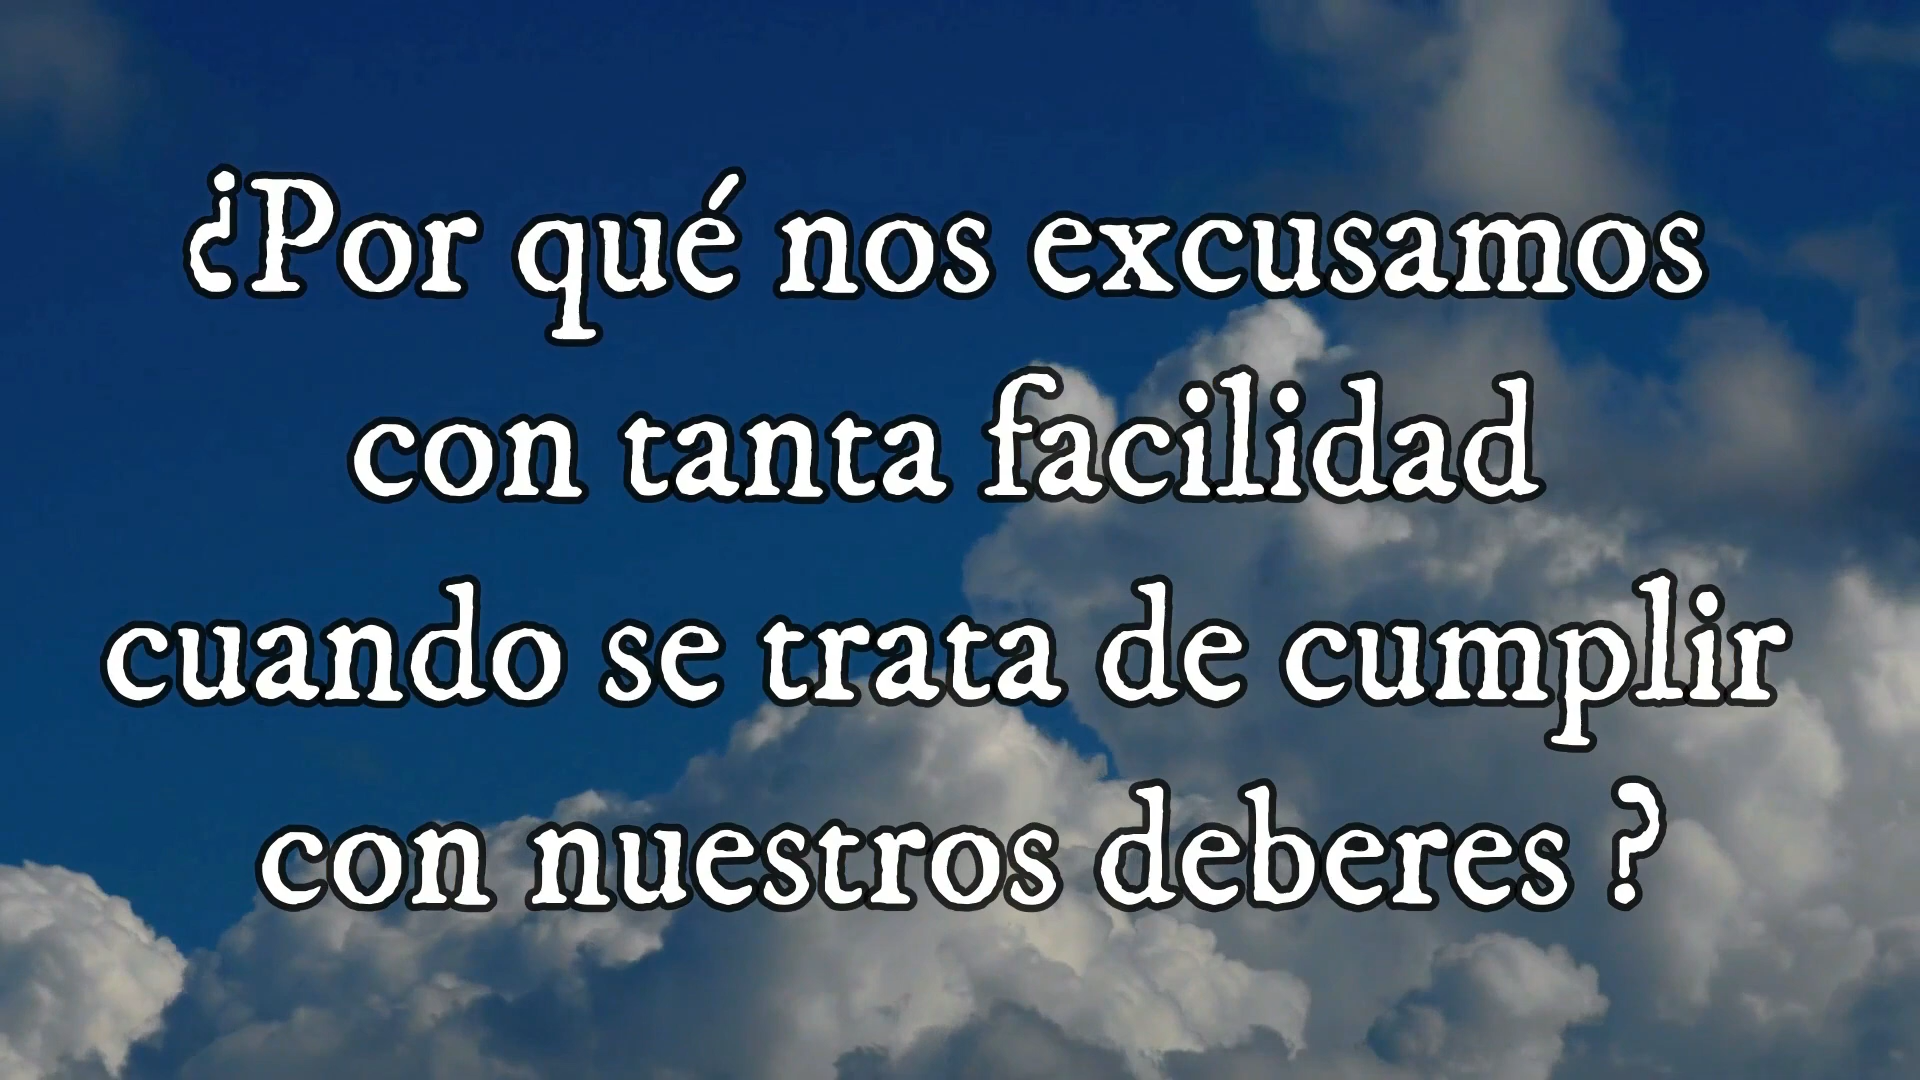 ¿Por qué nos excusamos
con tanta facilidad
cuando se trata de cumplir
con nuestros deberes ?